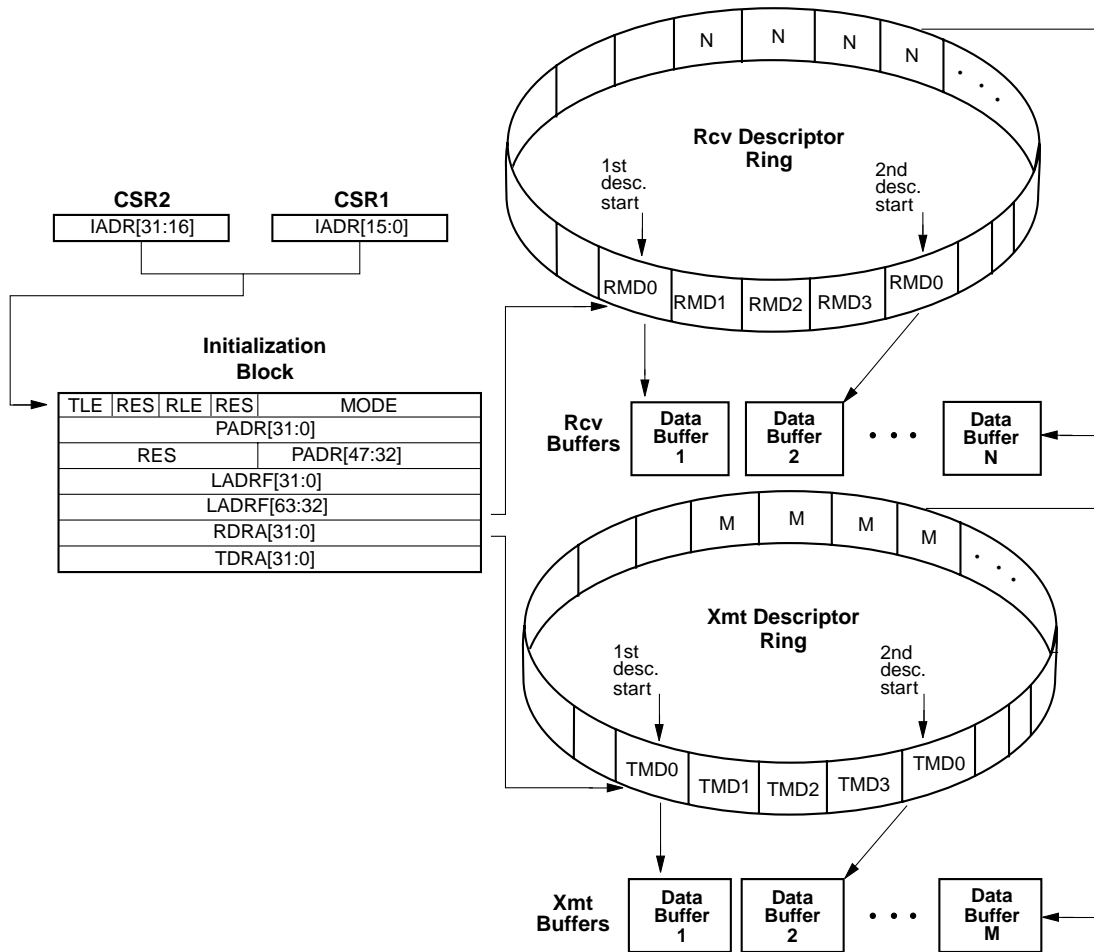 N N N N . . .
Rcv Descriptor
Ring
1st
desc.
start
2nd
desc.
start
CSR2
CSR1
IADR[31:16]
IADR[15:0]
RMD0 RMD1 RMD2 RMD3 RMD0
Initialization
Block
TLE RES RLE RES MODE
PADR[31:0]
RES PADR[47:32]
LADRF[31:0]
LADRF[63:32]
RDRA[31:0]
TDRA[31:0]
Rcv
Buffers
Data
Buffer
1
Data
Buffer
2
• • •
Data
Buffer
N
M M M M . . .
Xmt Descriptor
Ring
1st
desc.
start
2nd
desc.
start
TMD0 TMD1 TMD2 TMD3 TMD0
Xmt
Buffers
Data
Buffer
1
Data
Buffer
2
• • •
Data
Buffer
M